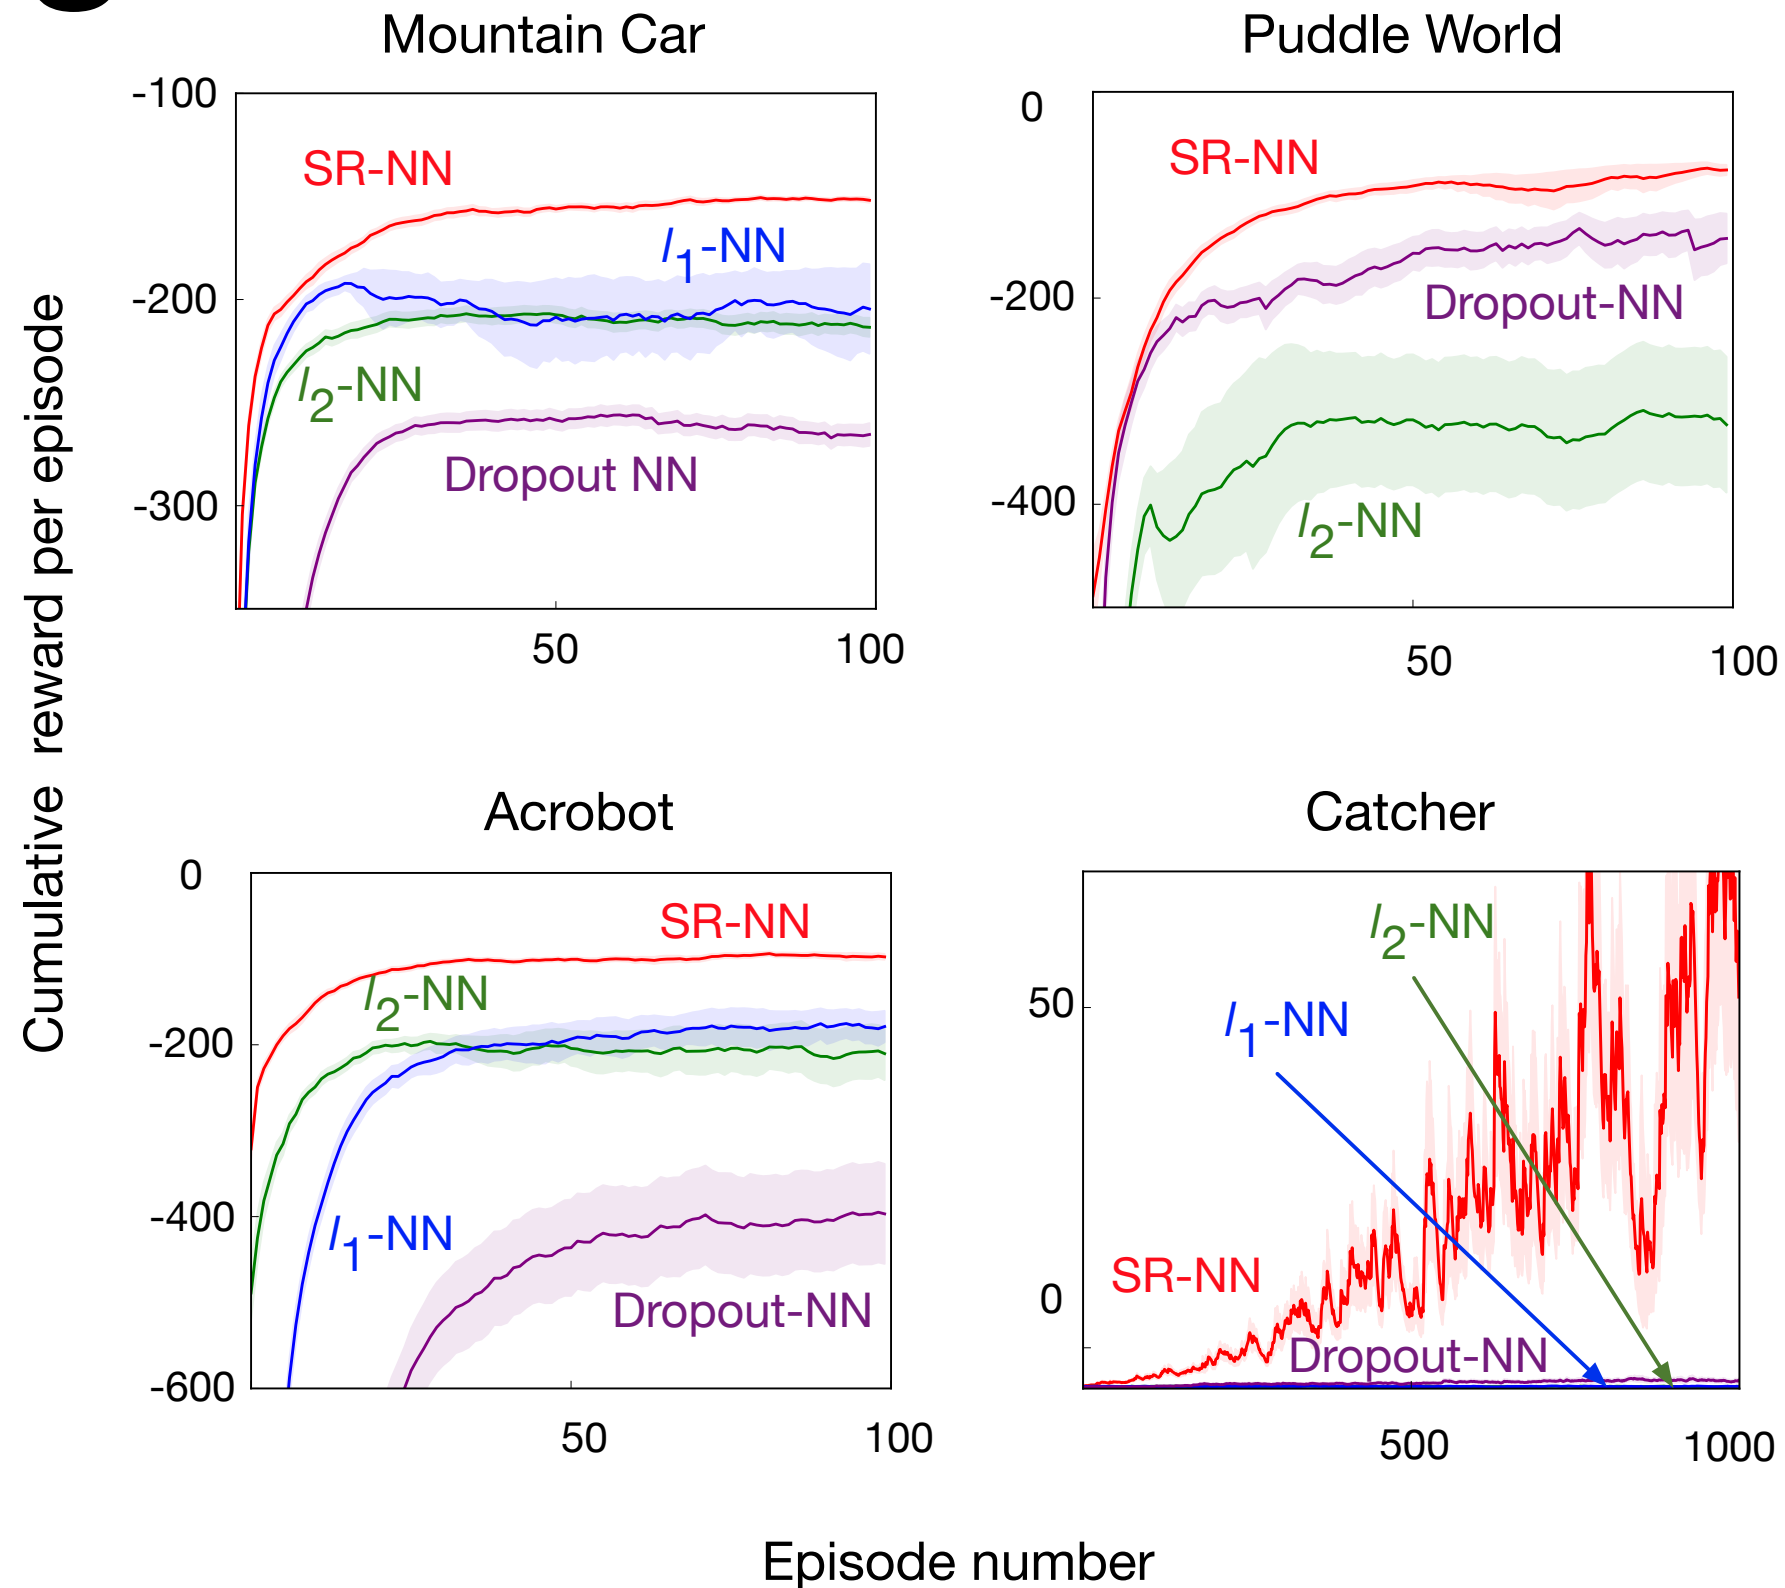 Mountain Car
-100
-200
-300
SR-NN
l1-NN
l2-NN
Dropout NN
50
100
Puddle World
0
-200
-400
SR-NN
Dropout-NN
l2-NN
50
100
Cumulative reward per episode
Acrobot
0
-200
-400
-600
SR-NN
l2-NN
l1-NN
Dropout-NN
50
100
Catcher
50
0
l2-NN
l1-NN
SR-NN
Dropout-NN
500
1000
Episode number